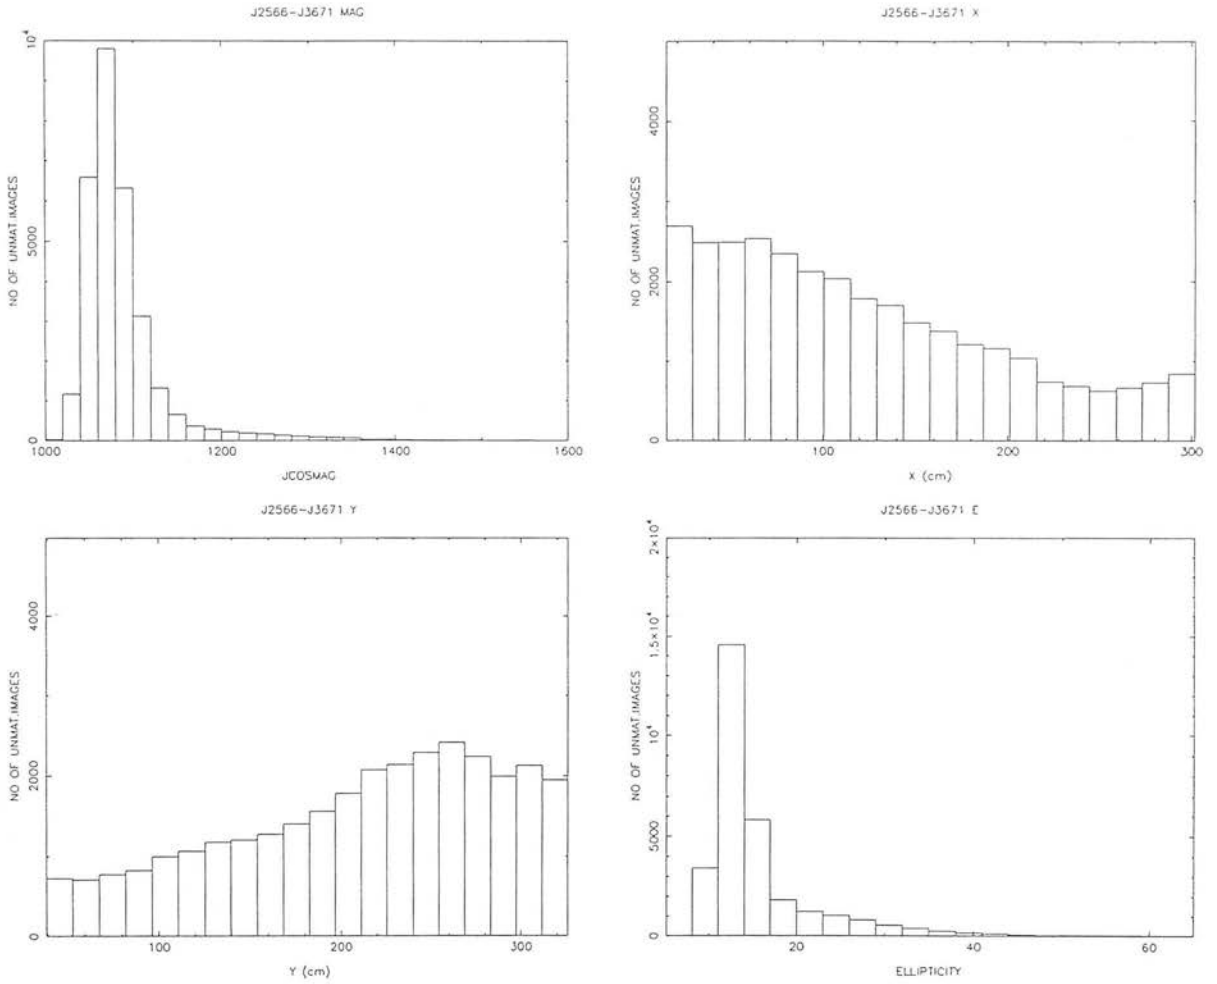 J2566-J3671 MAG
10⁴
NO OF UNMAT.IMAGES
5000
0
1000
1200
1400
1600
JCOSMAG
J2566-J3671 X
NO OF UNMAT.IMAGES
4000
2000
0
100
200
300
X (cm)
J2566-J3671 Y
NO OF UNMAT.IMAGES
4000
2000
0
100
200
300
Y (cm)
J2566-J3671 E
NO OF UNMAT.IMAGES
2×10⁴
1.5×10⁴
10⁴
5000
0
20
40
60
ELLIPTICITY